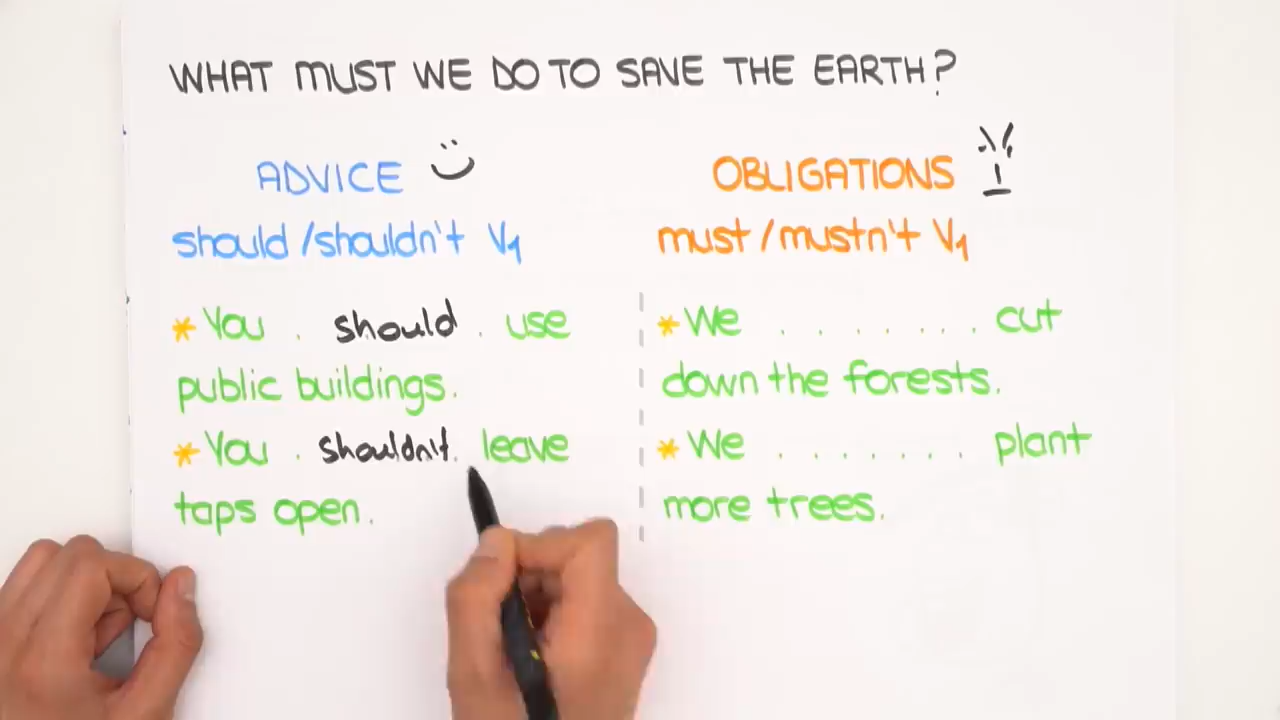 WHAT MUST WE DO TO SAVE THE EARTH?
ADVICE
should/shouldn't V1
* You . should . use
public buildings.
* You . shouldn't. leave
taps open.
OBLIGATIONS
must/mustn't V1
* We . . . . . . . cut
down the forests.
* We . . . . . . . plant
more trees.